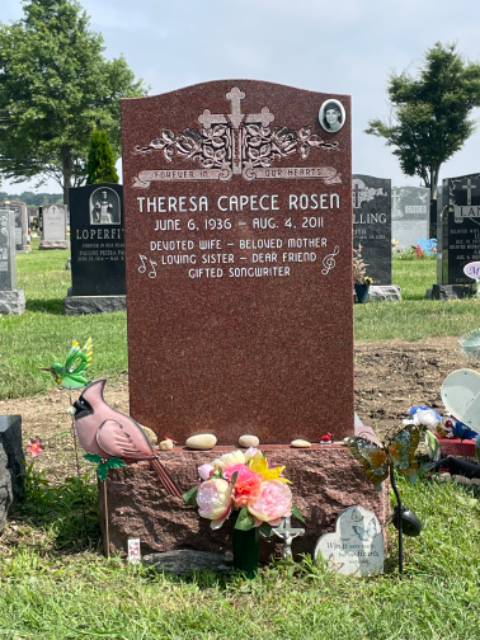 FOREVER IN OUR HEARTS
THERESA CAPECE ROSEN
JUNE 6, 1936 – AUG. 4, 2011
DEVOTED WIFE – BELOVED MOTHER
LOVING SISTER – DEAR FRIEND
GIFTED SONGWRITER
LOPERFI
LLING
LAN